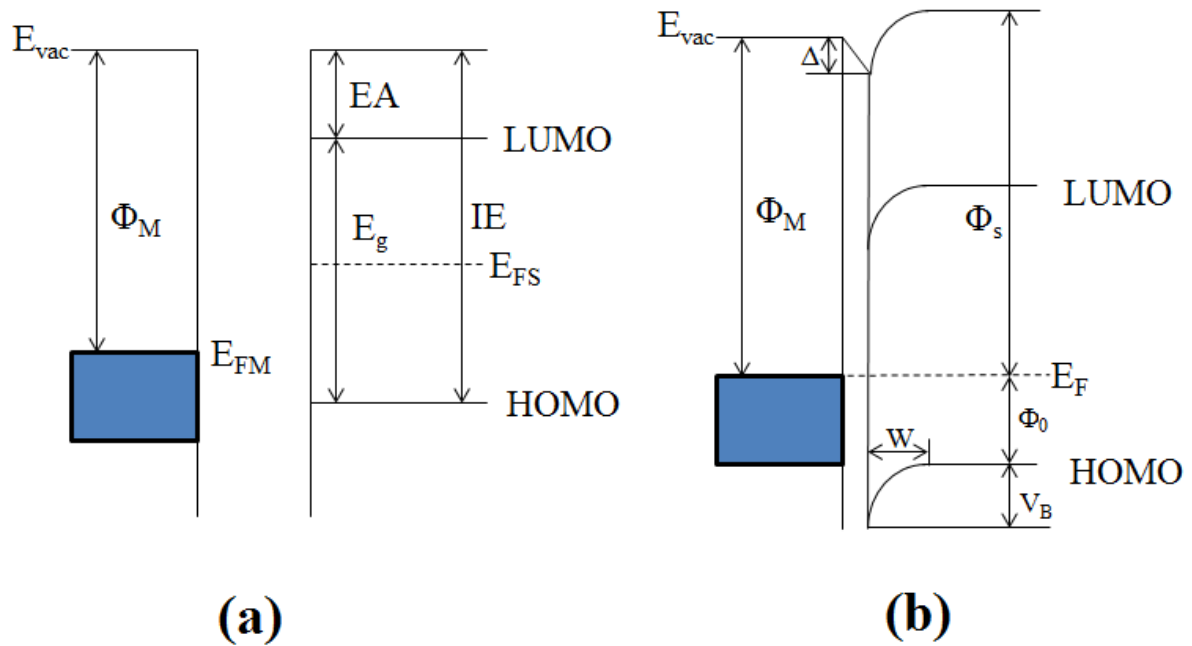 E_vac
EA
LUMO
Φ_M
E_g
IE
E_FS
E_FM
HOMO
(a)
E_vac
Δ
LUMO
Φ_M
Φ_s
E_F
Φ_0
W
HOMO
V_B
(b)